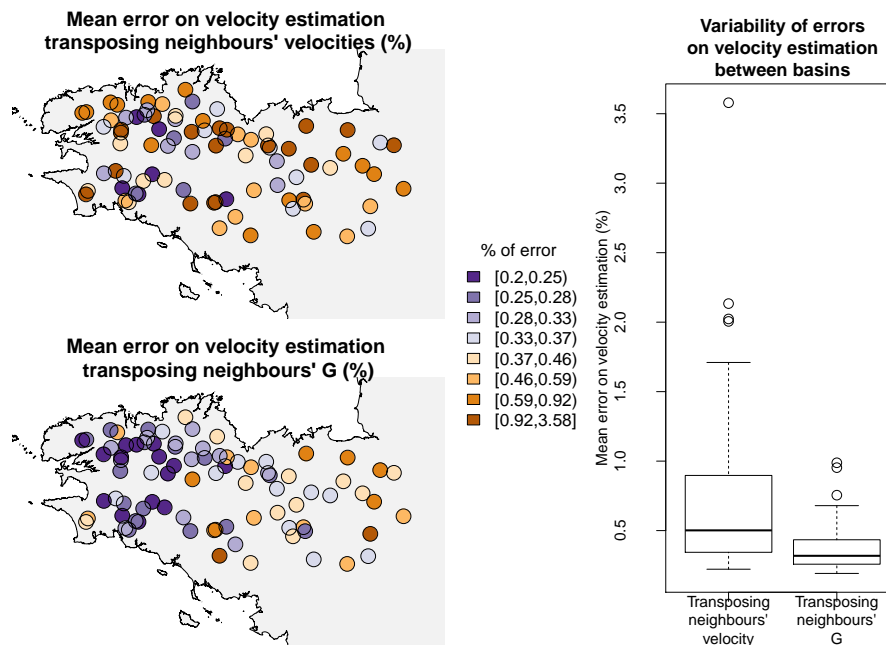 Mean error on velocity estimation
transposing neighbours' velocities (%)
Mean error on velocity estimation
transposing neighbours' G (%)
% of error
[0.2,0.25)
[0.25,0.28)
[0.28,0.33)
[0.33,0.37)
[0.37,0.46)
[0.46,0.59)
[0.59,0.92)
[0.92,3.58]
Variability of errors
on velocity estimation
between basins
Mean error on velocity estimation (%)
3.5
3.0
2.5
2.0
1.5
1.0
0.5
Transposing
neighbours'
velocity
Transposing
neighbours'
G